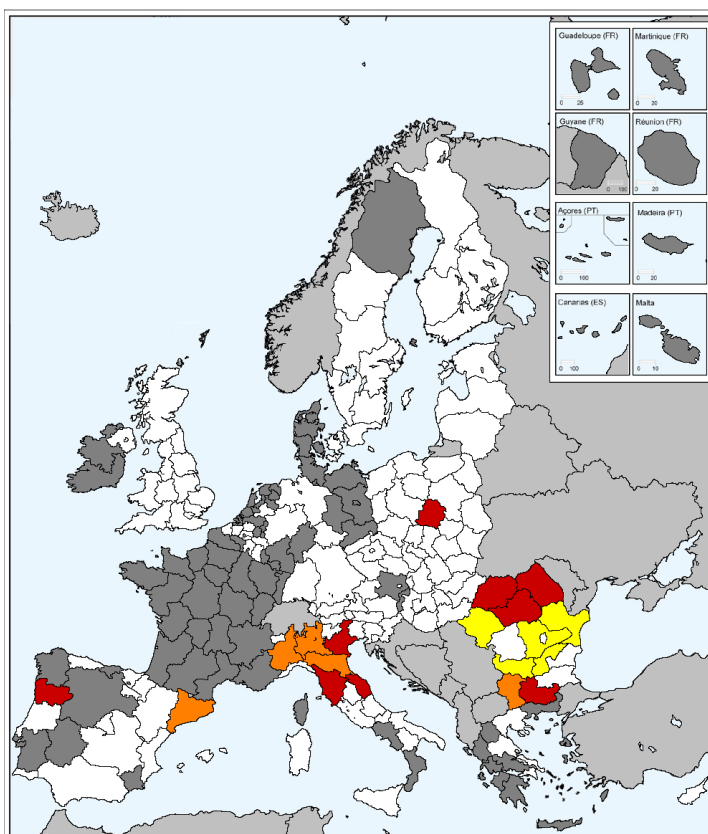 Guadeloupe (FR)
Martinique (FR)
0 25
0 20
Guyane (FR)
Réunion (FR)
0 100
0 20
Açores (PT)
Madeira (PT)
0 100
0 20
Canarias (ES)
Malta
0 100
0 10